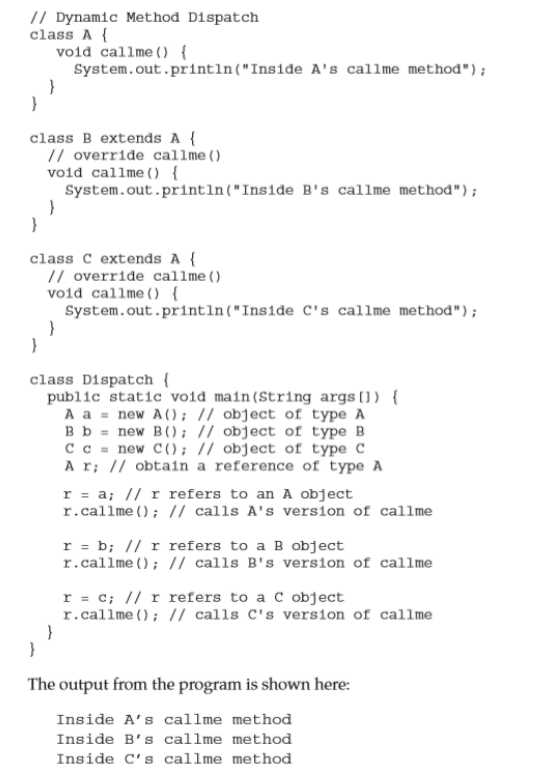 // Dynamic Method Dispatch
class A {
   void callme() {
     System.out.println("Inside A's callme method");
  }
}

class B extends A {
  // override callme()
  void callme() {
    System.out.println("Inside B's callme method");
  }
}

class C extends A {
  // override callme()
  void callme() {
    System.out.println("Inside C's callme method");
  }
}

class Dispatch {
  public static void main(String args[]) {
    A a = new A(); // object of type A
    B b = new B(); // object of type B
    C c = new C(); // object of type C
    A r; // obtain a reference of type A

    r = a; // r refers to an A object
    r.callme(); // calls A's version of callme

    r = b; // r refers to a B object
    r.callme(); // calls B's version of callme

    r = c; // r refers to a C object
    r.callme(); // calls C's version of callme
  }
}

The output from the program is shown here:

   Inside A's callme method
   Inside B's callme method
   Inside C's callme method